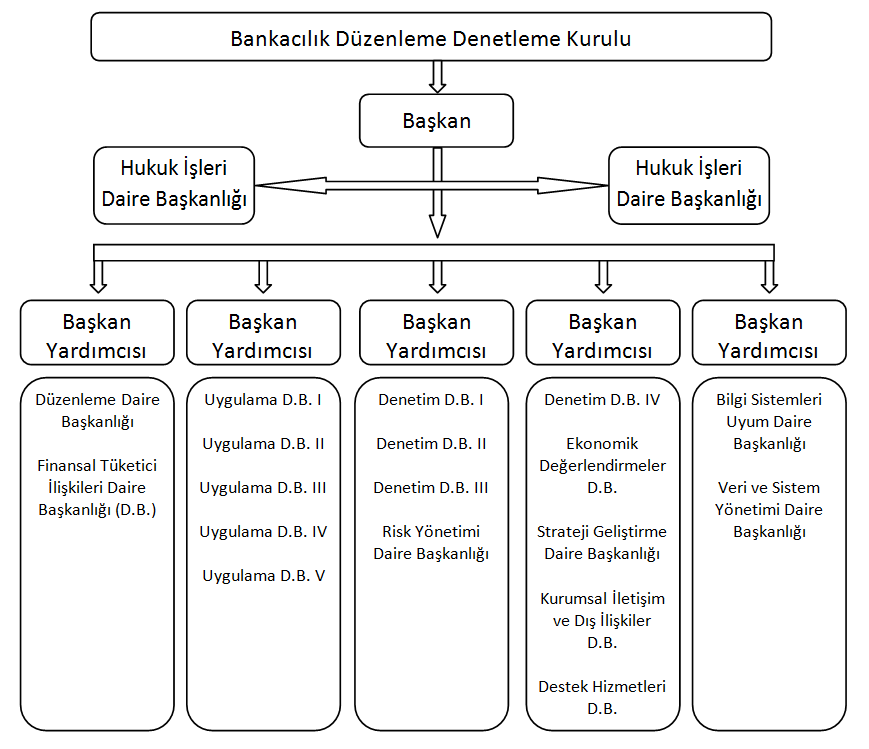 Bankacılık Düzenleme Denetleme Kurulu
Başkan
Hukuk İşleri
Daire Başkanlığı
Hukuk İşleri
Daire Başkanlığı
Başkan
Yardımcısı
Başkan
Yardımcısı
Başkan
Yardımcısı
Başkan
Yardımcısı
Başkan
Yardımcısı
Düzenleme Daire
Başkanlığı
Finansal Tüketici
İlişkileri Daire
Başkanlığı (D.B.)
Uygulama D.B. I
Uygulama D.B. II
Uygulama D.B. III
Uygulama D.B. IV
Uygulama D.B. V
Denetim D.B. I
Denetim D.B. II
Denetim D.B. III
Risk Yönetimi
Daire Başkanlığı
Denetim D.B. IV
Ekonomik
Değerlendirmeler
D.B.
Strateji Geliştirme
Daire Başkanlığı
Kurumsal İletişim
ve Dış İlişkiler
D.B.
Destek Hizmetleri
D.B.
Bilgi Sistemleri
Uyum Daire
Başkanlığı
Veri ve Sistem
Yönetimi Daire
Başkanlığı